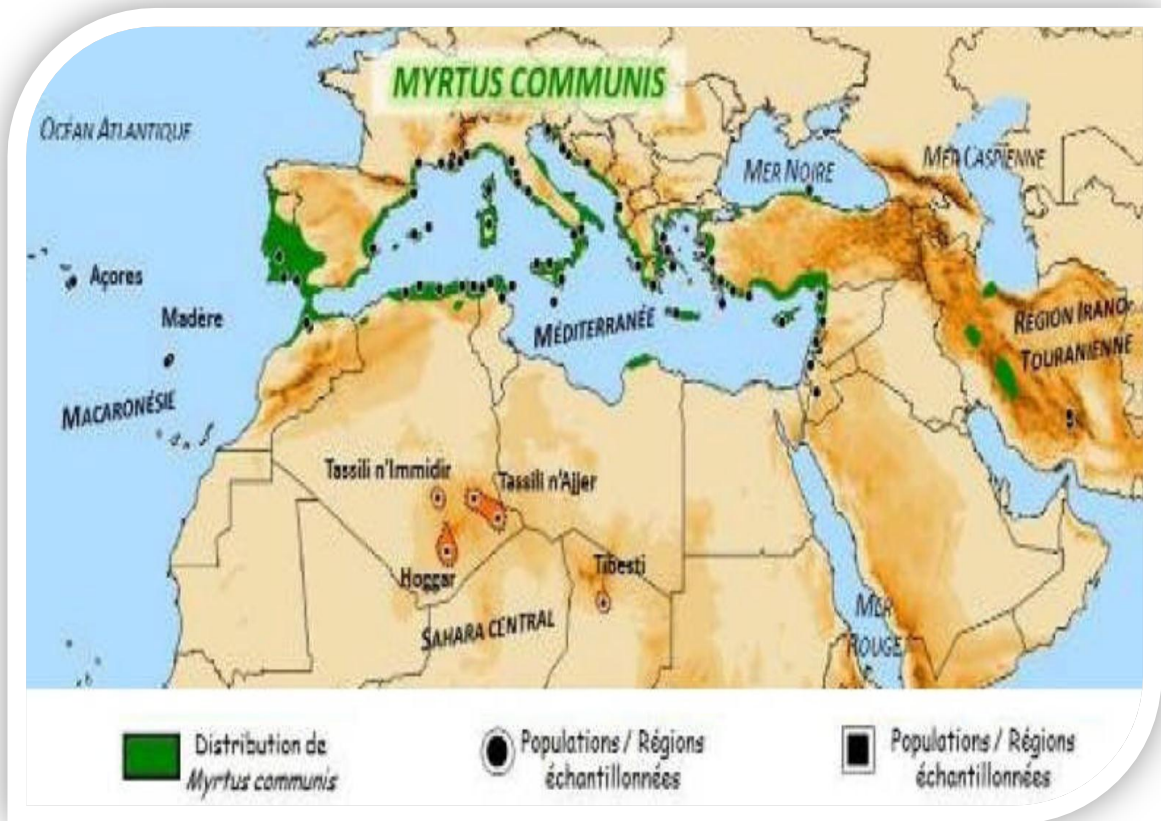 MYRTUS COMMUNIS
OCÉAN ATLANTIQUE
MER NOIRE
MER CASPIENNE
Açores
Madère
MACARONÉSIE
MÉDITERRANÉE
RÉGION IRANO-
TOURANIENNE
Tassili n'Immidir
Tassili n'Ajjer
Hoggar
Tibesti
SAHARA CENTRAL
MER
ROUGE
Distribution de
Myrtus communis
Populations / Régions
échantillonnées
Populations / Régions
échantillonnées